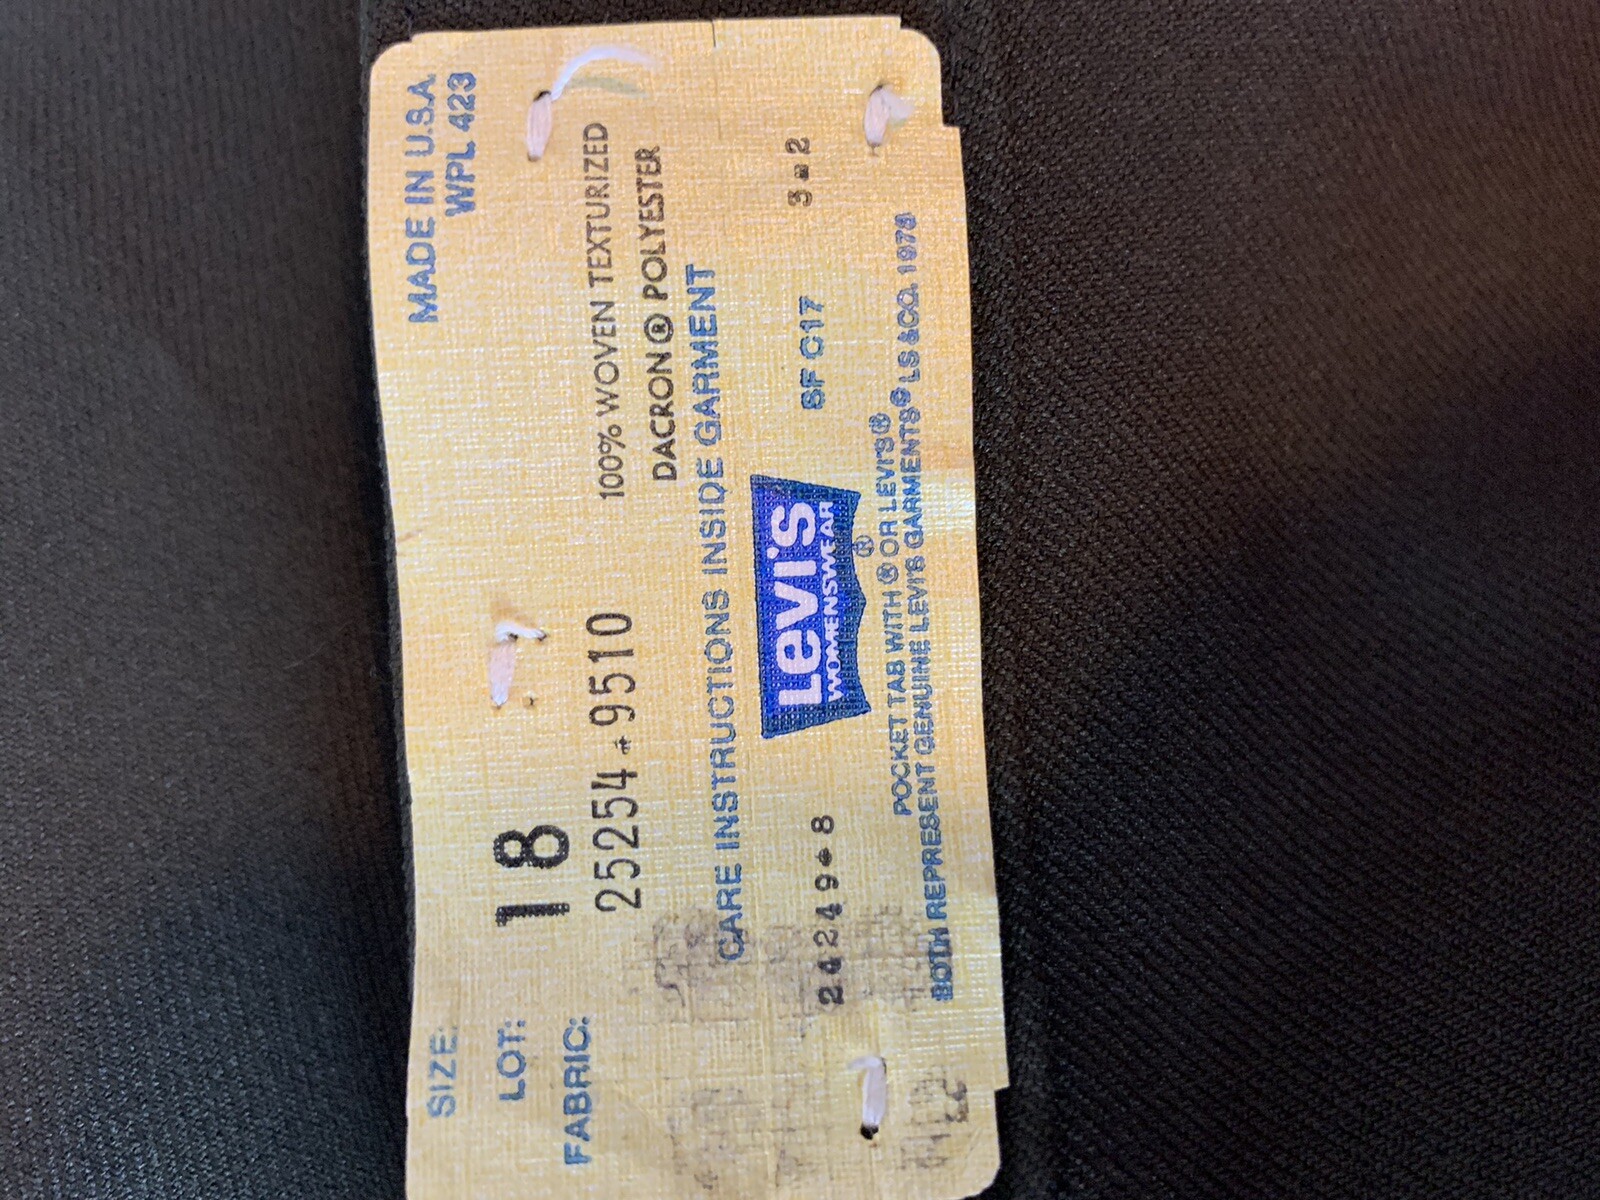 MADE IN U.S.A.
WPL 423
SIZE: 18
LOT: 25254*9510
FABRIC: 100% WOVEN TEXTURIZED
DACRON® POLYESTER
CARE INSTRUCTIONS INSIDE GARMENT
LEVI'S
WOMENSWEAR
®
24249*8 SF C17
POCKET TAB WITH ® OR LEVI'S®
BOTH REPRESENT GENUINE LEVI'S GARMENTS® LS&CO. 1978